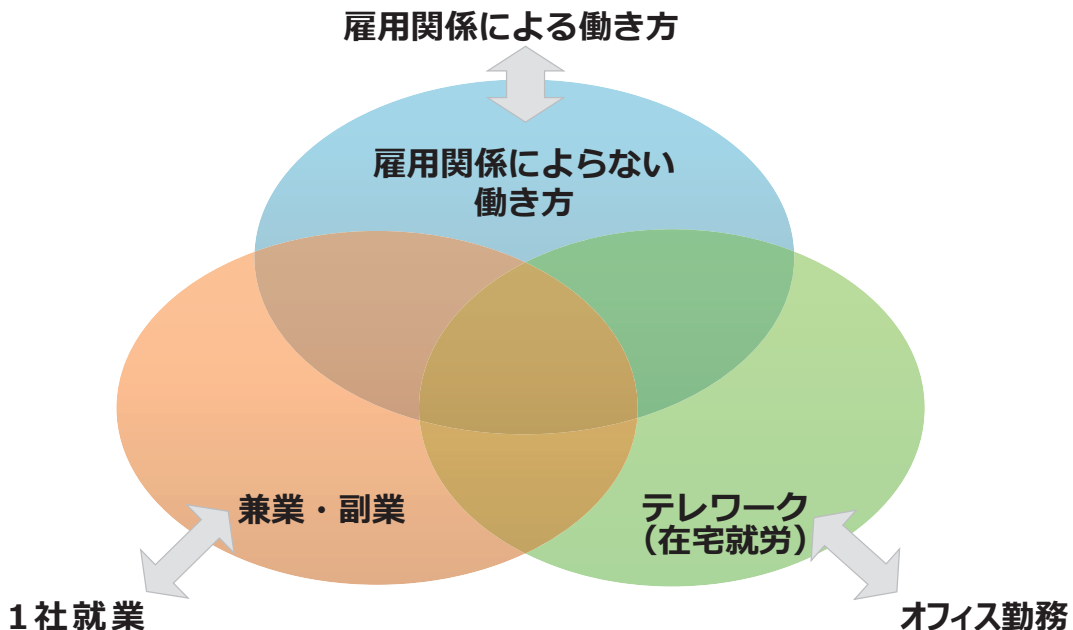 雇用関係による働き方
雇用関係によらない
働き方
兼業・副業
テレワーク
（在宅就労）
1社就業
オフィス勤務